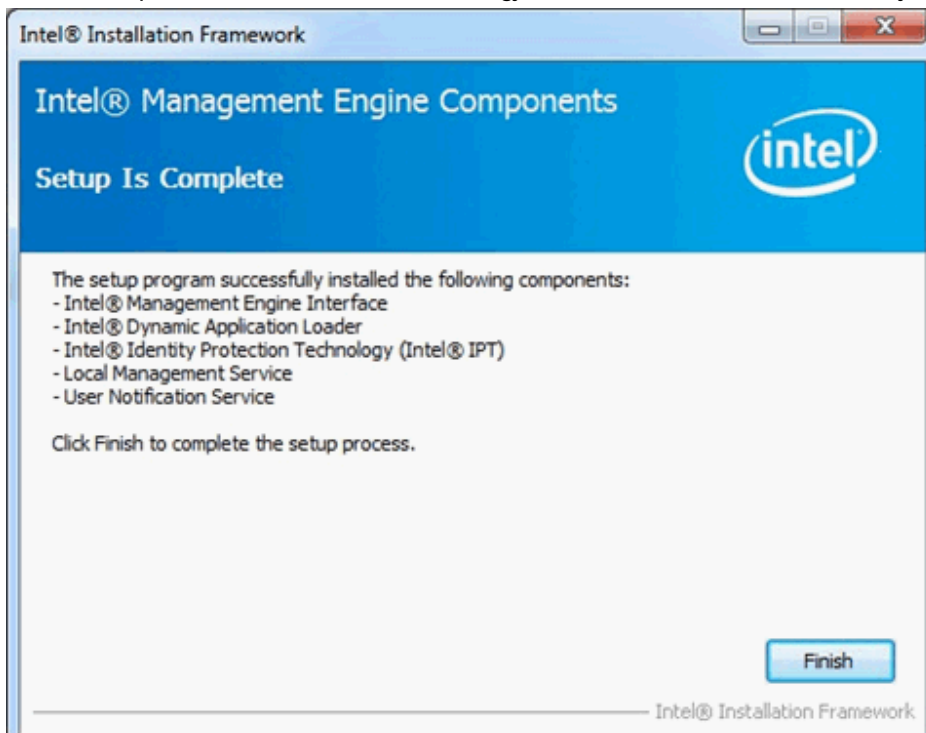 Intel® Installation Framework
Intel® Management Engine Components
intel
Setup Is Complete
The setup program successfully installed the following components:
- Intel® Management Engine Interface
- Intel® Dynamic Application Loader
- Intel® Identity Protection Technology (Intel® IPT)
- Local Management Service
- User Notification Service
Click Finish to complete the setup process.
Finish
Intel® Installation Framework